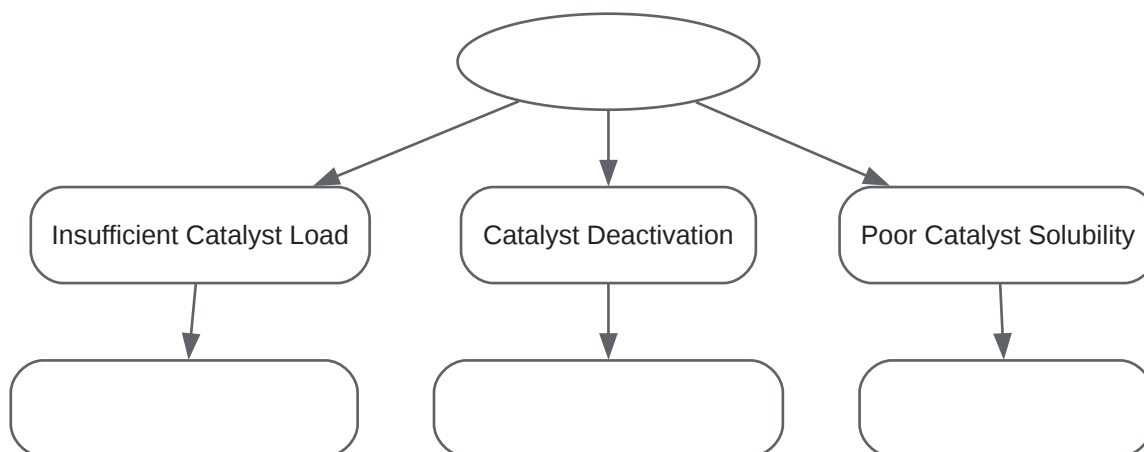 Insufficient Catalyst Load
Catalyst Deactivation
Poor Catalyst Solubility